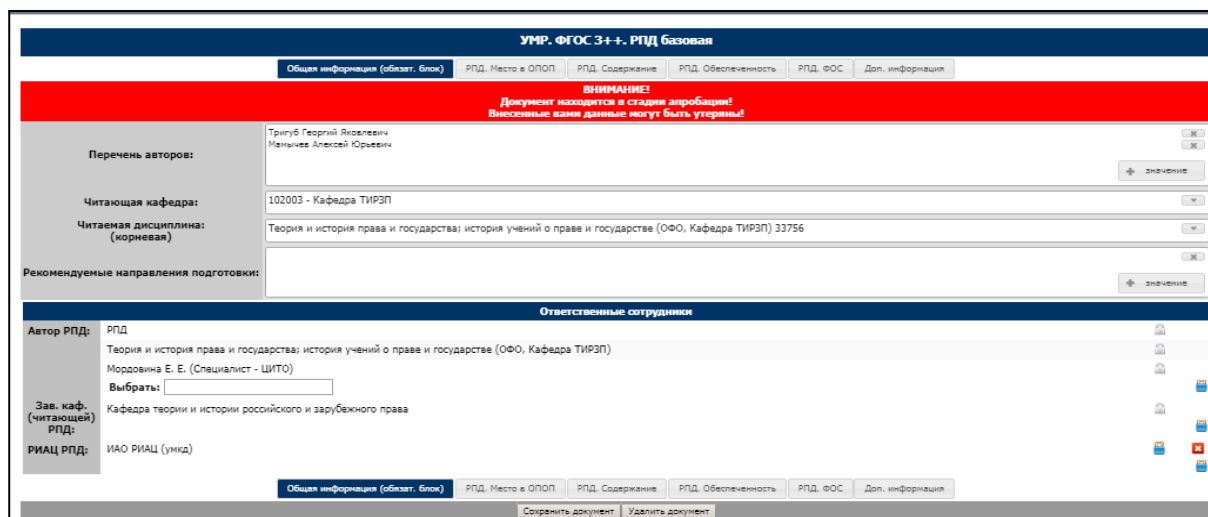 УМР. ФГОС 3++. РПД базовая
Общая информация (обязат. блок) РПД. Место в ОПОП РПД. Содержание РПД. Обеспеченность РПД. ФОС Доп. информация
ВНИМАНИЕ!
Документ находится в стадии апробации!
Внесенные вами данные могут быть утеряны!
Перечень авторов:
Тригуб Георгий Яковлевич
Мамычев Алексей Юрьевич
значение
Читающая кафедра: 102003 - Кафедра ТИРЗП
Читаемая дисциплина:
(корневая)
Теория и история права и государства; история учений о праве и государстве (ОФО, Кафедра ТИРЗП) 33756
Рекомендуемые направления подготовки:
значение
Ответственные сотрудники
Автор РПД: РПД
Теория и история права и государства; история учений о праве и государстве (ОФО, Кафедра ТИРЗП)
Мордовина Е. Е. (Специалист - ЦИТО)
Выбрать:
Зав. каф.
(читающей)
РПД:
Кафедра теории и истории российского и зарубежного права
РИАЦ РПД: ИАО РИАЦ (умкд)
Общая информация (обязат. блок) РПД. Место в ОПОП РПД. Содержание РПД. Обеспеченность РПД. ФОС Доп. информация
Сохранить документ Удалить документ